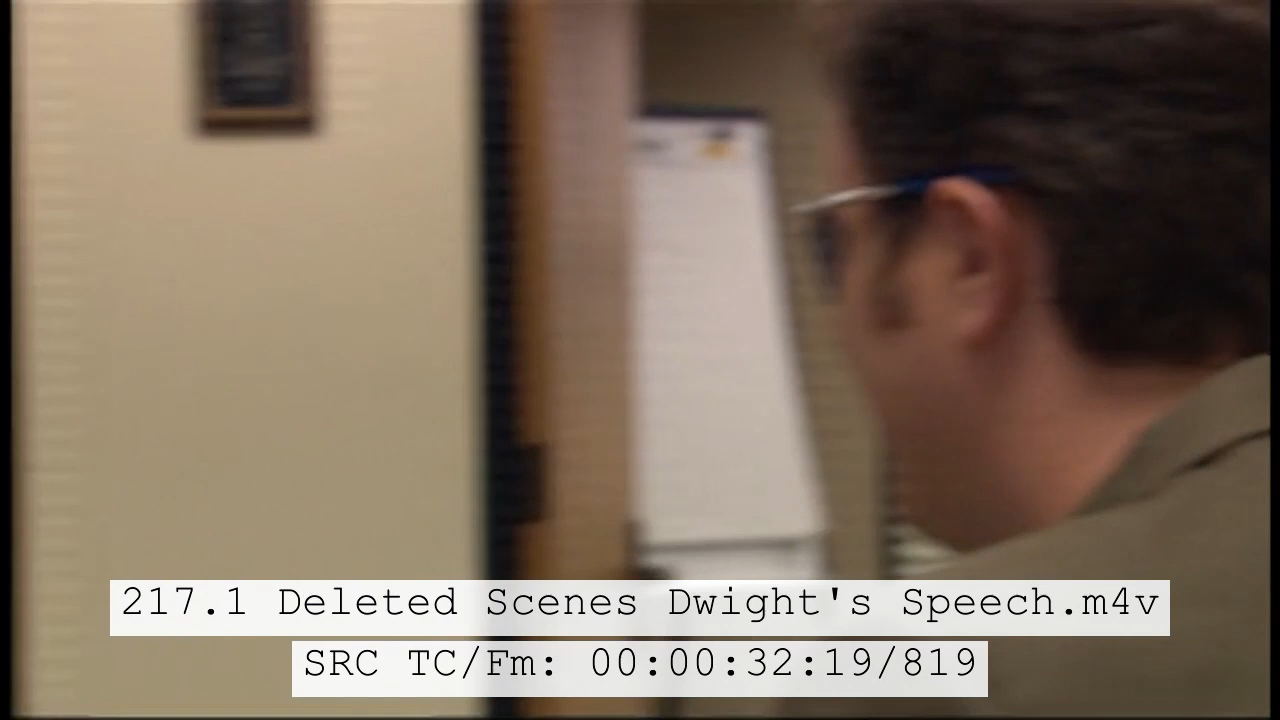 217.1 Deleted Scenes Dwight's Speech.m4v
SRC TC/Fm: 00:00:32:19/819